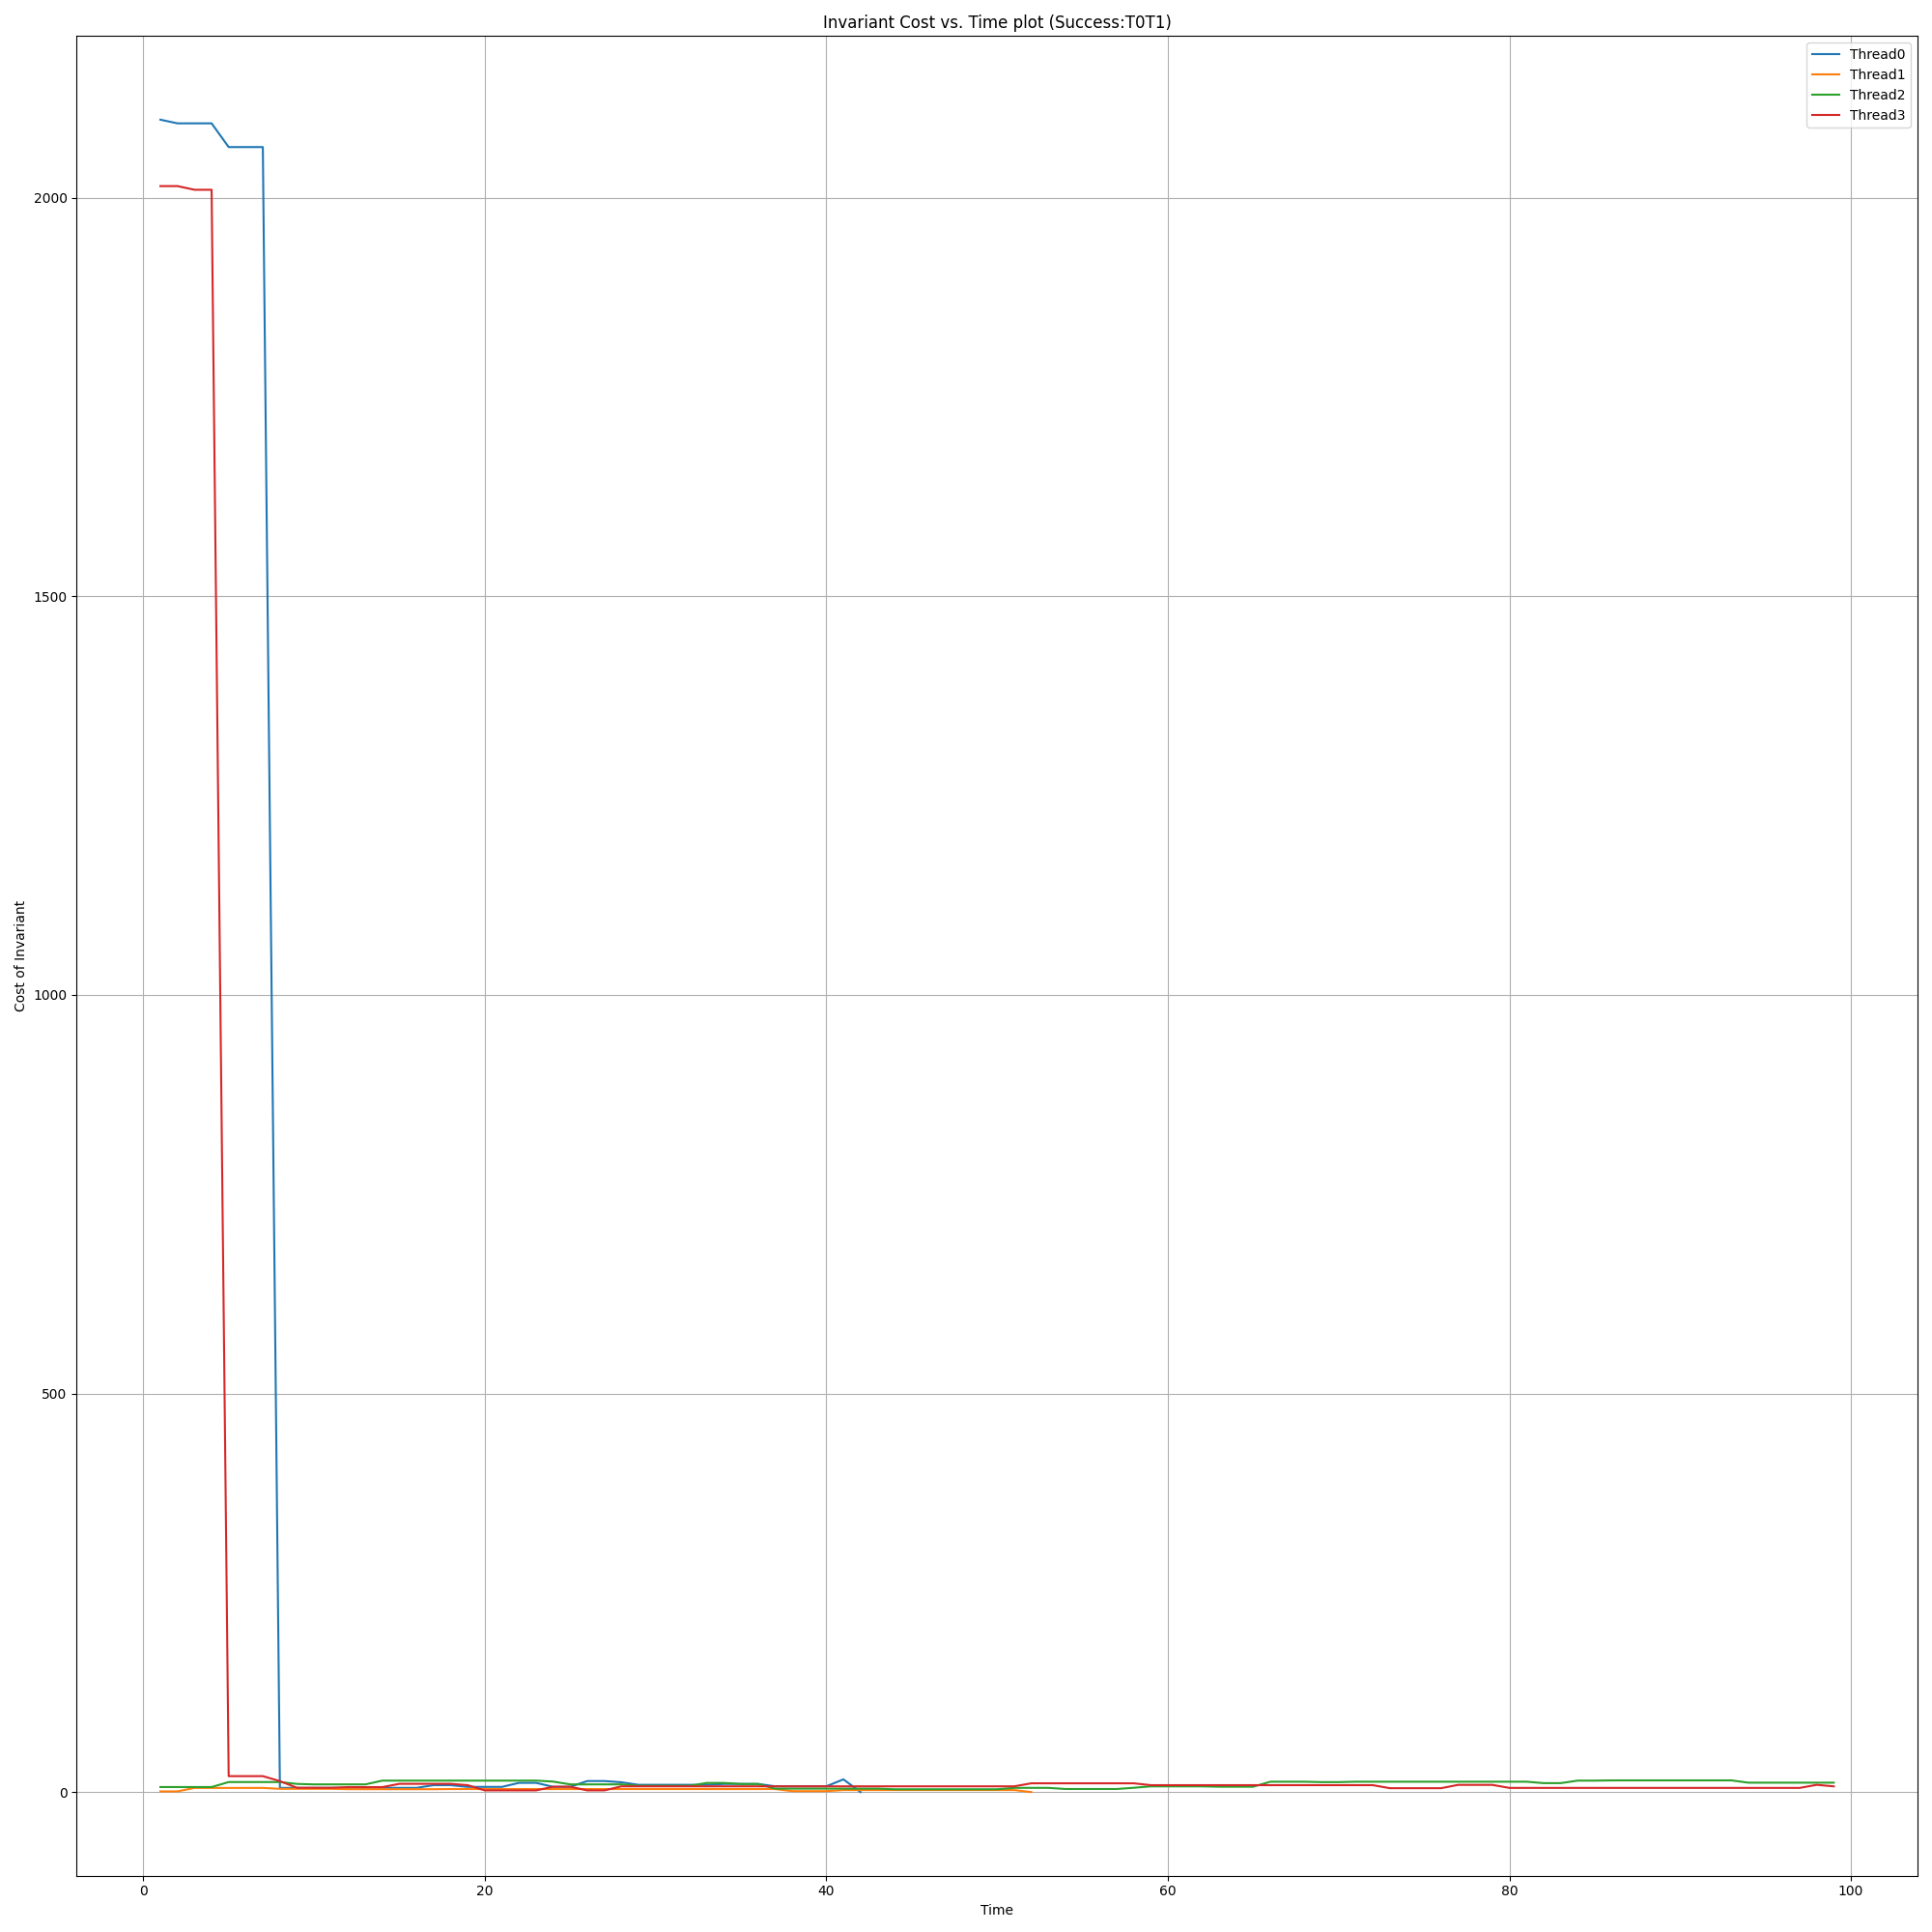 Invariant Cost vs. Time plot (Success:T0T1)
Thread0
Thread1
Thread2
Thread3
2000
1500
1000
500
0
Cost of Invariant
0 20 40 60 80 100
Time